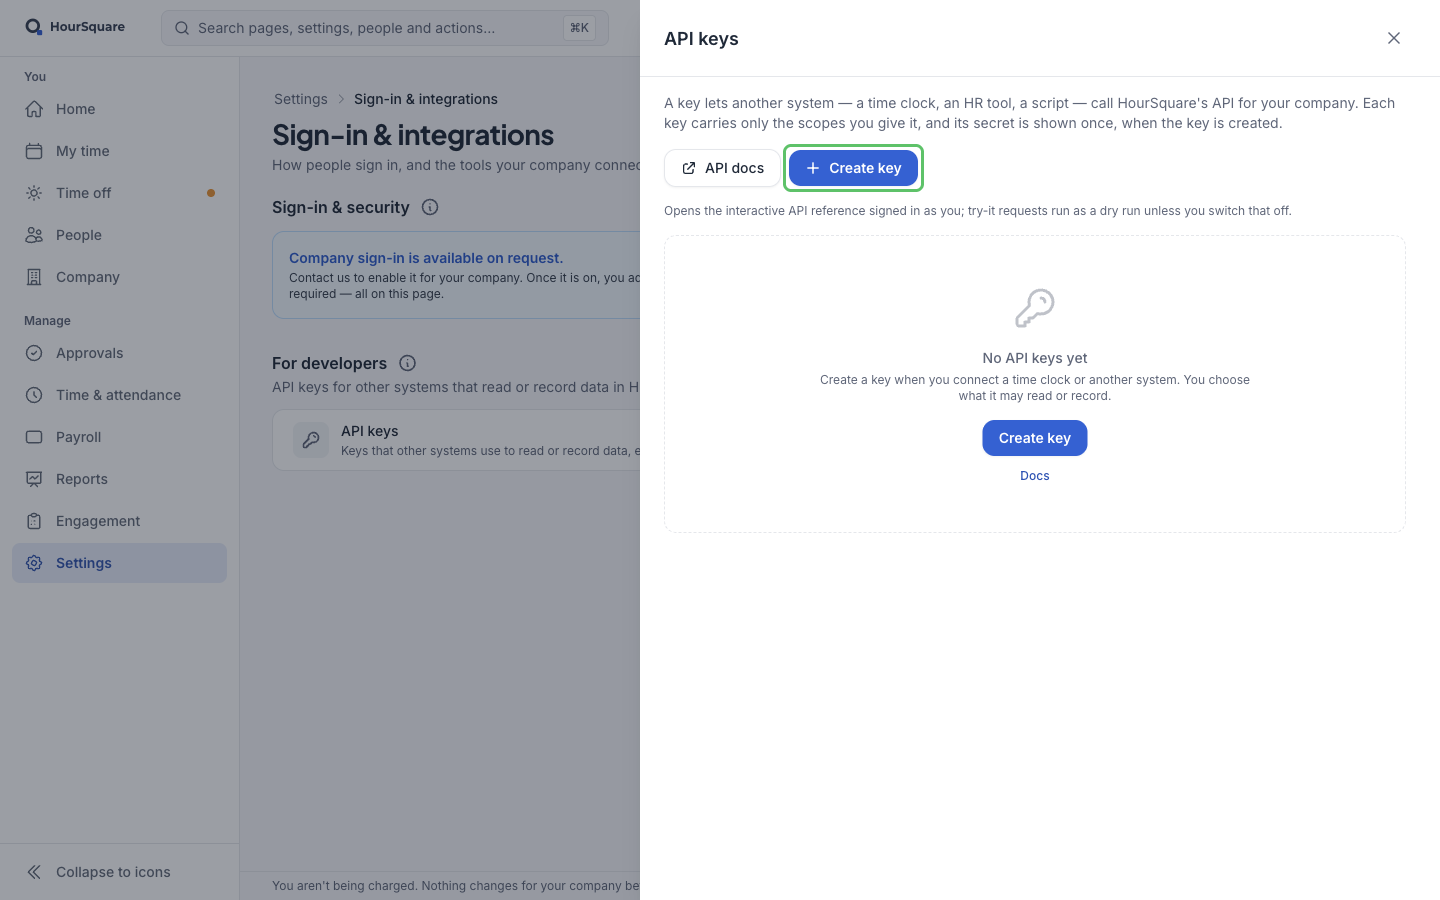 HourSquare
Search pages, settings, people and actions...
⌘K
You
Home
My time
Time off
People
Company
Manage
Approvals
Time & attendance
Payroll
Reports
Engagement
Settings
Collapse to icons
Settings > Sign-in & integrations
Sign-in & integrations
How people sign in, and the tools your company connec
Sign-in & security
Company sign-in is available on request.
Contact us to enable it for your company. Once it is on, you ad
required — all on this page.
For developers
API keys for other systems that read or record data in H
API keys
Keys that other systems use to read or record data, e
You aren't being charged. Nothing changes for your company be
API keys
A key lets another system — a time clock, an HR tool, a script — call HourSquare's API for your company. Each
key carries only the scopes you give it, and its secret is shown once, when the key is created.
API docs
Create key
Opens the interactive API reference signed in as you; try-it requests run as a dry run unless you switch that off.
No API keys yet
Create a key when you connect a time clock or another system. You choose
what it may read or record.
Create key
Docs